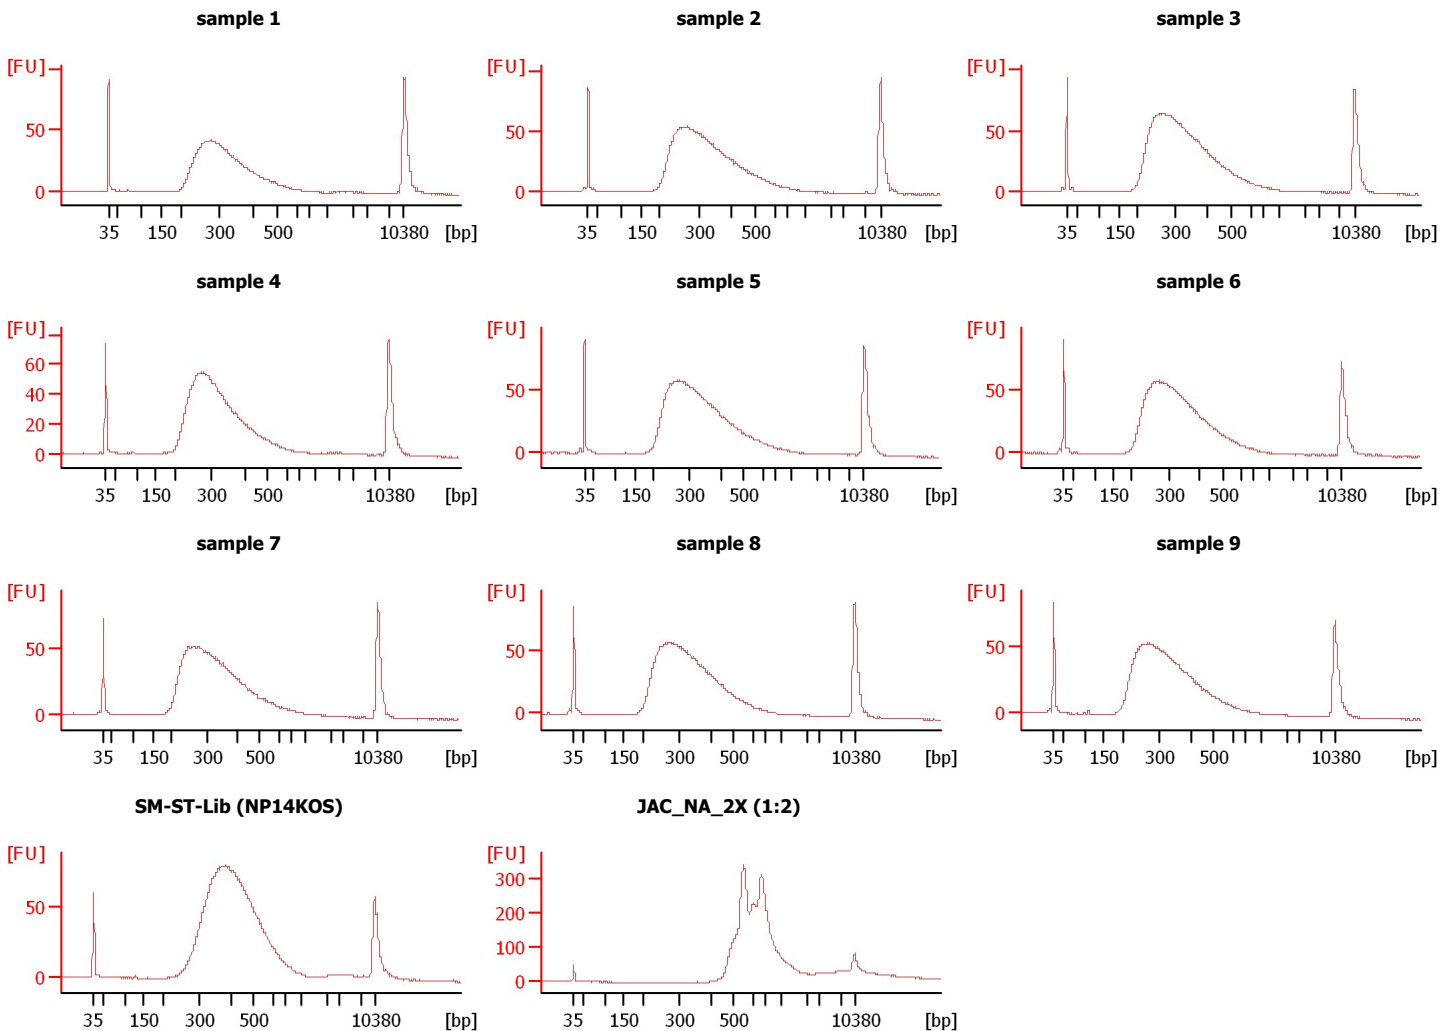 sample 1 sample 2 sample 3
[FU] [FU] [FU]
50 50 50
0 0 0
35 150 300 500 10380 [bp] 35 150 300 500 10380 [bp] 35 150 300 500 10380 [bp]
sample 4 sample 5 sample 6
[FU] [FU] [FU]
60
40 50 50
20
0 0 0
35 150 300 500 10380 [bp] 35 150 300 500 10380 [bp] 35 150 300 500 10380 [bp]
sample 7 sample 8 sample 9
[FU] [FU] [FU]
50 50 50
0 0 0
35 150 300 500 10380 [bp] 35 150 300 500 10380 [bp] 35 150 300 500 10380 [bp]
SM-ST-Lib (NP14KOS) JAC_NA_2X (1:2)
[FU] [FU]
300
50 200
100
0 0
35 150 300 500 10380 [bp] 35 150 300 500 10380 [bp]